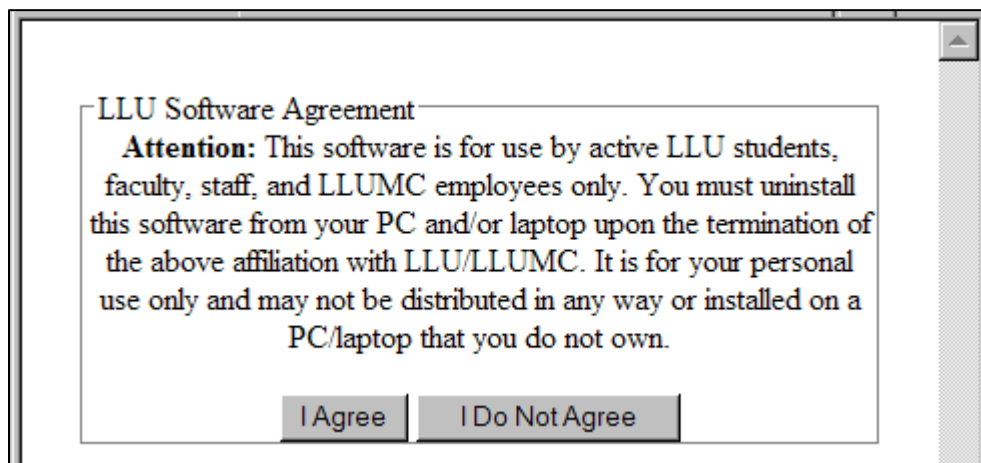 LLU Software Agreement
Attention: This software is for use by active LLU students,
faculty, staff, and LLUMC employees only. You must uninstall
this software from your PC and/or laptop upon the termination of
the above affiliation with LLU/LLUMC. It is for your personal
use only and may not be distributed in any way or installed on a
PC/laptop that you do not own.
I Agree I Do Not Agree